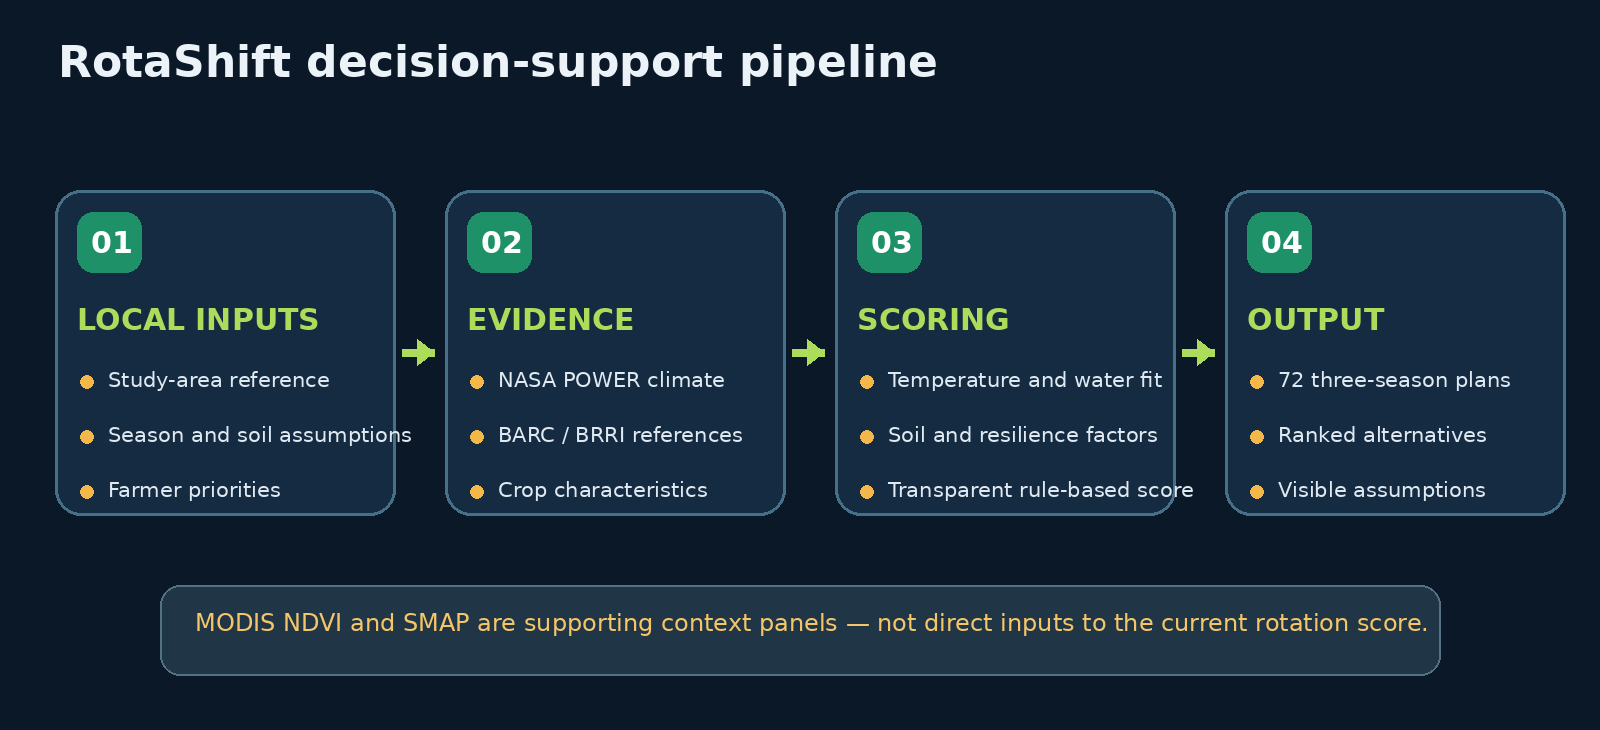 RotaShift decision-support pipeline
01
LOCAL INPUTS
Study-area reference
Season and soil assumptions
Farmer priorities
02
EVIDENCE
NASA POWER climate
BARC / BRRI references
Crop characteristics
03
SCORING
Temperature and water fit
Soil and resilience factors
Transparent rule-based score
04
OUTPUT
72 three-season plans
Ranked alternatives
Visible assumptions
MODIS NDVI and SMAP are supporting context panels — not direct inputs to the current rotation score.